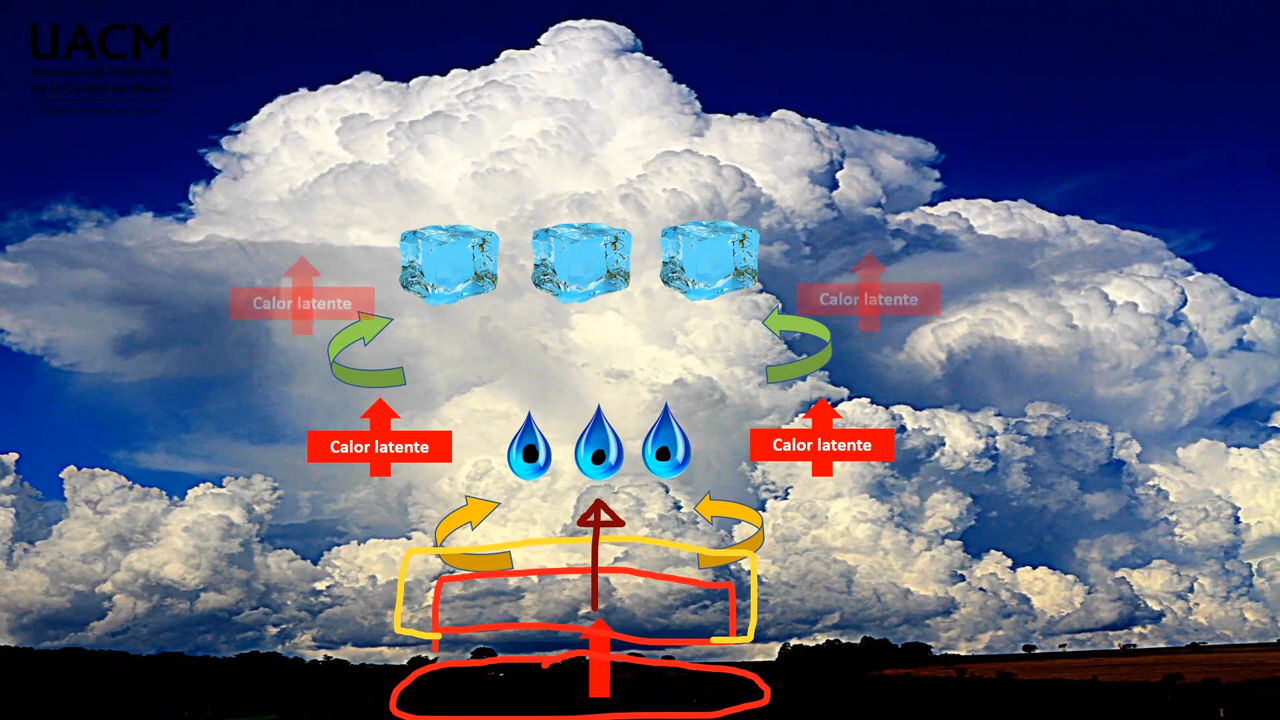 UACM
Universidad Autónoma
de la Ciudad de México
Calor latente
Calor latente
Calor latente
Calor latente